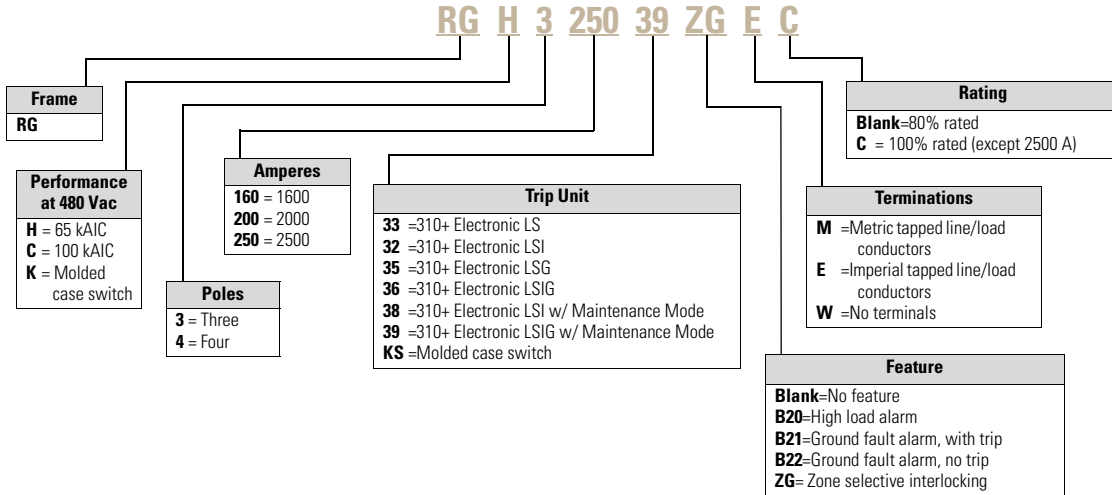 RG H 3 250 39 ZG E C
Frame
RG
Performance
at 480 Vac
H = 65 kAIC
C = 100 kAIC
K = Molded
case switch
Poles
3 = Three
4 = Four
Amperes
160 = 1600
200 = 2000
250 = 2500
Trip Unit
33 =310+ Electronic LS
32 =310+ Electronic LSI
35 =310+ Electronic LSG
36 =310+ Electronic LSIG
38 =310+ Electronic LSI w/ Maintenance Mode
39 =310+ Electronic LSIG w/ Maintenance Mode
KS =Molded case switch
Rating
Blank=80% rated
C = 100% rated (except 2500 A)
Terminations
M =Metric tapped line/load
conductors
E =Imperial tapped line/load
conductors
W =No terminals
Feature
Blank=No feature
B20=High load alarm
B21=Ground fault alarm, with trip
B22=Ground fault alarm, no trip
ZG= Zone selective interlocking